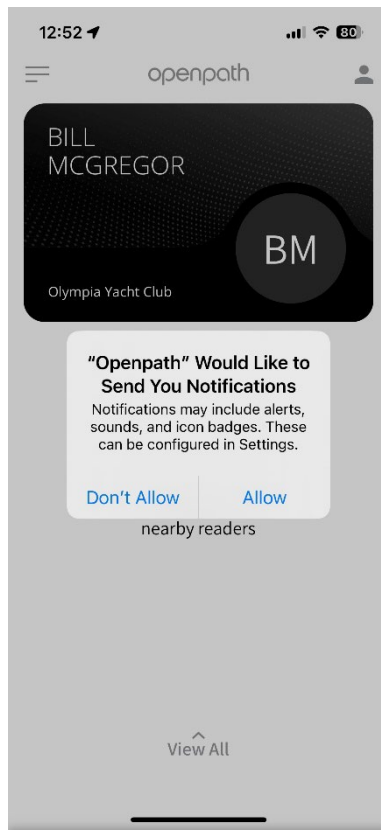 12:52
80
openpath
BILL
MCGREGOR
BM
Olympia Yacht Club
“Openpath” Would Like to
Send You Notifications
Notifications may include alerts,
sounds, and icon badges. These
can be configured in Settings.
Don’t Allow Allow
nearby readers
View All